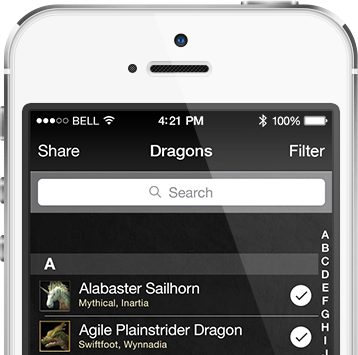 BELL 4:21 PM 100%
Share Dragons Filter
Search
A
Alabaster Sailhorn
Mythical, Inartia
Agile Plainstrider Dragon
Swiftfoot, Wynnadia
A
B
C
D
E
F
G
H
I